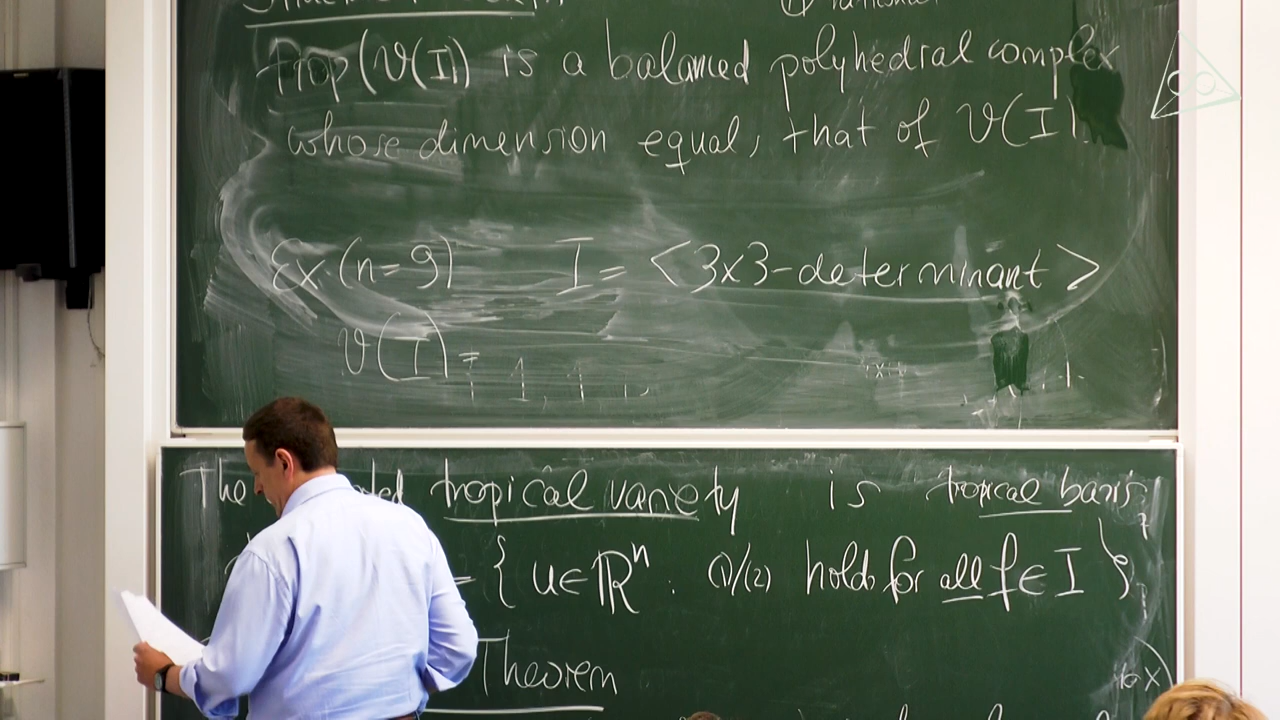 Trop(V(I)) is a balanced polyhedral complex
whose dimension equals that of V(I).
Ex. (n=9) I = <3x3-determinant>
V(I) =
The tropical variety is tropical basis
= { u ∈ ℝⁿ : (1)/(2) holds for all f ∈ I }
Theorem